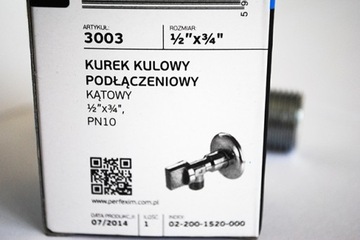 ARTYKUŁ:
ROZMIAR
3003
½"x¾"
KUREK KULOWY
PODŁĄCZENIOWY
KĄTOWY
½"x¾",
PN10
www.perfexim.com.pl
DATA PRODUKCJI
ILOŚĆ
INDEX:
07/2014
1
02-200-1520-000